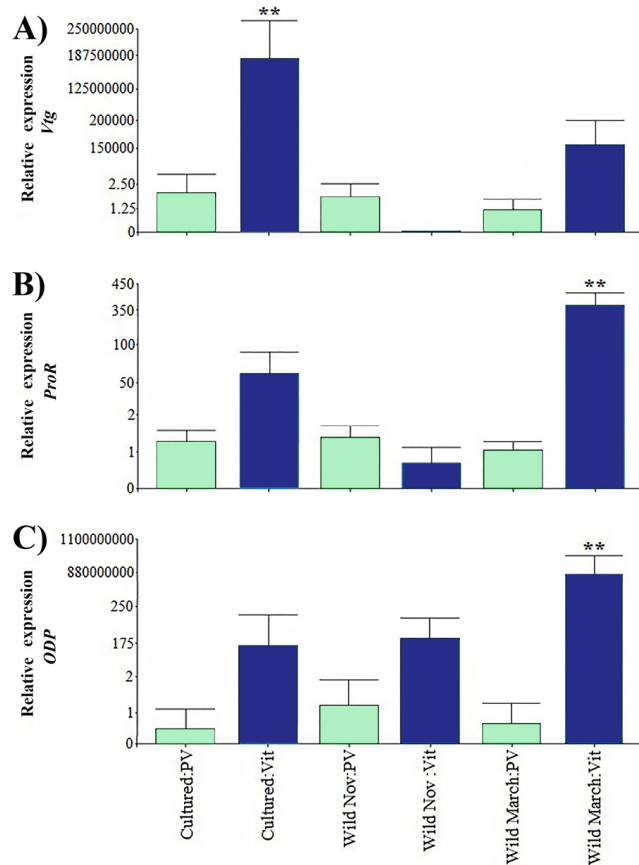 A)
Relative expression
Vtg
250000000
187500000
125000000
200000
150000
2.50
1.25
0
**
B)
Relative expression
ProR
450
350
100
50
2
1
0
**
C)
Relative expression
ODP
1100000000
880000000
250
175
2
1
0
**
Cultured:PV
Cultured:Vit
Wild Nov:PV
Wild Nov :Vit
Wild March:PV
Wild March:Vit